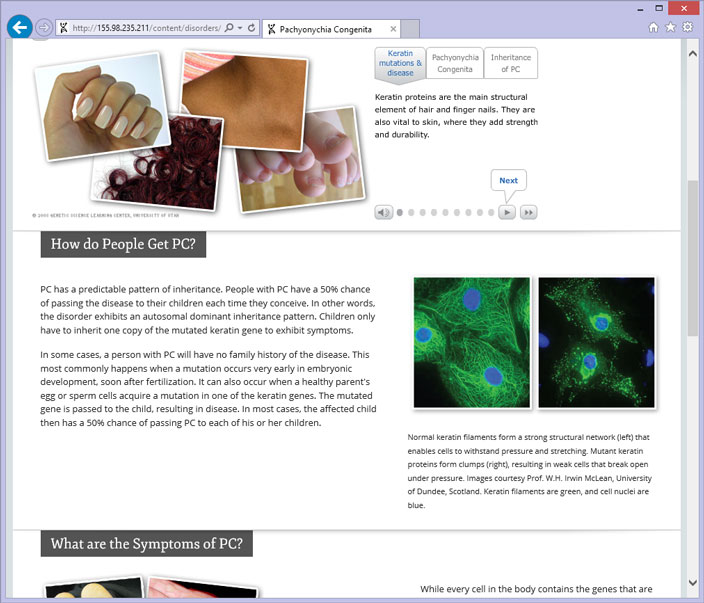 http://155.98.235.211/content/disorders/
Pachyonychia Congenita
Keratin
mutations &
disease
Pachyonychia
Congenita
Inheritance
of PC
Keratin proteins are the main structural
element of hair and finger nails. They are
also vital to skin, where they add strength
and durability.
Next
© 2008 GENETIC SCIENCE LEARNING CENTER, UNIVERSITY OF UTAH
How do People Get PC?
PC has a predictable pattern of inheritance. People with PC have a 50% chance
of passing the disease to their children each time they conceive. In other words,
the disorder exhibits an autosomal dominant inheritance pattern. Children only
have to inherit one copy of the mutated keratin gene to exhibit symptoms.
In some cases, a person with PC will have no family history of the disease. This
most commonly happens when a mutation occurs very early in embryonic
development, soon after fertilization. It can also occur when a healthy parent's
egg or sperm cells acquire a mutation in one of the keratin genes. The mutated
gene is passed to the child, resulting in disease. In most cases, the affected child
then has a 50% chance of passing PC to each of his or her children.
Normal keratin filaments form a strong structural network (left) that
enables cells to withstand pressure and stretching. Mutant keratin
proteins form clumps (right), resulting in weak cells that break open
under pressure. Images courtesy Prof. W.H. Irwin McLean, University
of Dundee, Scotland. Keratin filaments are green, and cell nuclei are
blue.
What are the Symptoms of PC?
While every cell in the body contains the genes that are